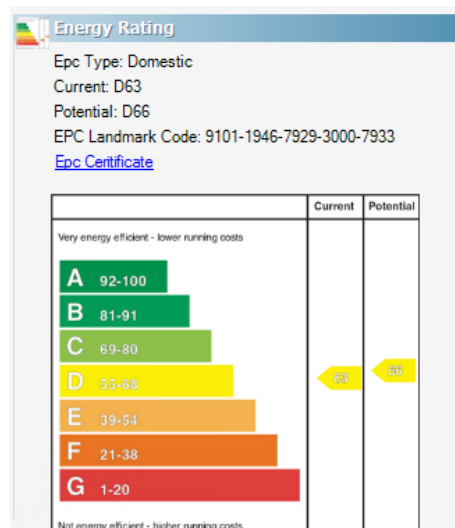 Energy Rating
Epc Type: Domestic
Current: D63
Potential: D66
EPC Landmark Code: 9101-1946-7929-3000-7933
Epc Ceritificate
Current Potential
Very energy efficient - lower running costs
A 92-100
B 81-91
C 69-80
D 55-68 63 66
E 39-54
F 21-38
G 1-20
Not energy efficient - higher running costs